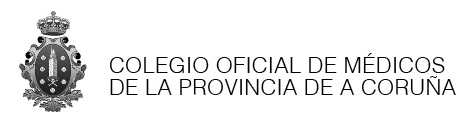 COLEGIO OFICIAL DE MÉDICOS
DE LA PROVINCIA DE A CORUÑA